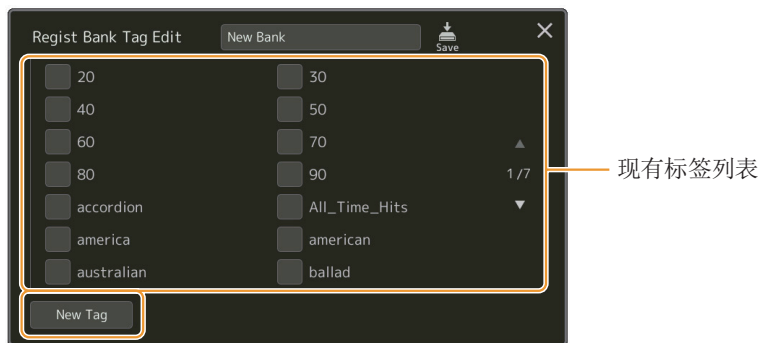 Regist Bank Tag Edit New Bank Save
20 30
40 50
60 70
80 90 1/7
accordion All_Time_Hits
america american
australian ballad
New Tag
现有标签列表